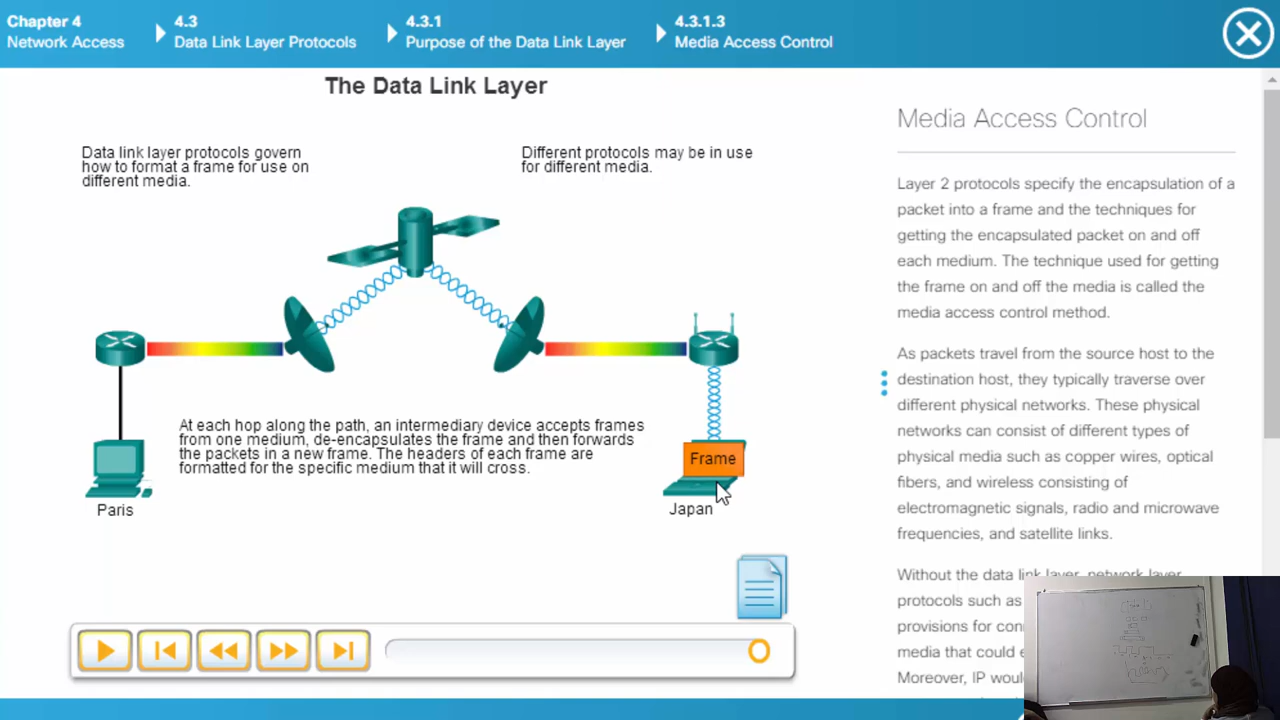 Chapter 4
Network Access
4.3
Data Link Layer Protocols
4.3.1
Purpose of the Data Link Layer
4.3.1.3
Media Access Control
The Data Link Layer
Data link layer protocols govern
how to format a frame for use on
different media.
Different protocols may be in use
for different media.
At each hop along the path, an intermediary device accepts frames
from one medium, de-encapsulates the frame and then forwards
the packets in a new frame. The headers of each frame are
formatted for the specific medium that it will cross.
Frame
Paris
Japan
Media Access Control
Layer 2 protocols specify the encapsulation of a
packet into a frame and the techniques for
getting the encapsulated packet on and off
each medium. The technique used for getting
the frame on and off the media is called the
media access control method.
As packets travel from the source host to the
destination host, they typically traverse over
different physical networks. These physical
networks can consist of different types of
physical media such as copper wires, optical
fibers, and wireless consisting of
electromagnetic signals, radio and microwave
frequencies, and satellite links.
Without the data link layer, network layer
protocols such as
provisions for
media that could
Moreover, IP